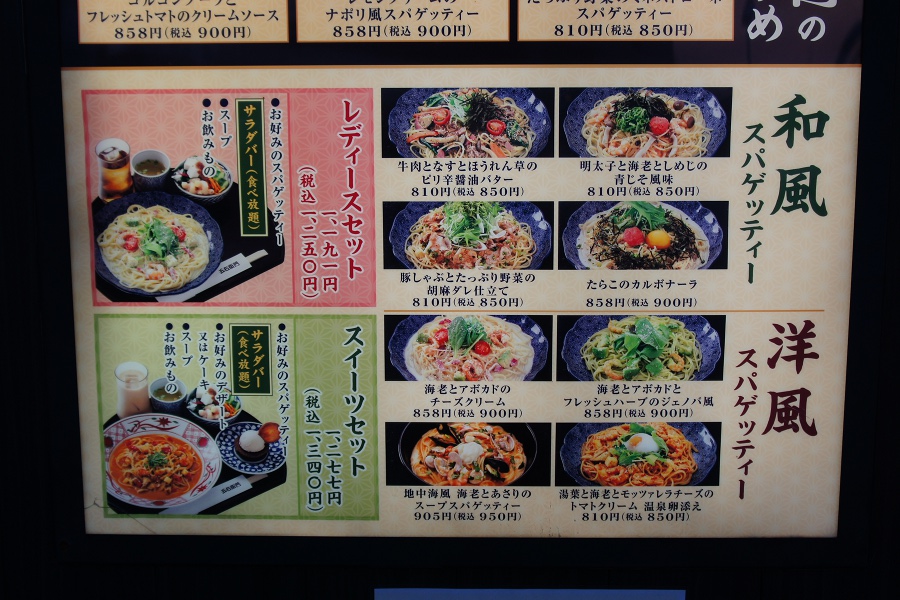 フレッシュトマトのクリームソース
858円(税込 900円)
ナポリ風スパゲッティー
858円(税込 900円)
スパゲッティー
810円(税込 850円)
の
め
和風
スパゲッティー
牛肉となすとほうれん草の
ピリ辛醤油バター
810円(税込 850円)
明太子と海老としめじの
青じそ風味
810円(税込 850円)
豚しゃぶとたっぷり野菜の
胡麻ダレ仕立て
810円(税込 850円)
たらこのカルボナーラ
858円(税込 900円)
洋風
スパゲッティー
海老とアボカドの
チーズクリーム
858円(税込 900円)
海老とアボカドと
フレッシュハーブのジェノバ風
858円(税込 900円)
地中海風 海老とあさりの
スープスパゲッティー
905円(税込 950円)
湯葉と海老とモッツァレラチーズの
トマトクリーム 温泉卵添え
810円(税込 850円)
レディースセット
一、一九一円
(税込 一、二五〇円)
●お好みのスパゲッティー
サラダバー(食べ放題)
●スープ
●お飲みもの
スイーツセット
一、二七七円
(税込 一、三四〇円)
●お好みのスパゲッティー
サラダバー
(食べ放題)
●お好みのデザート
又はケーキ
●スープ
●お飲みもの